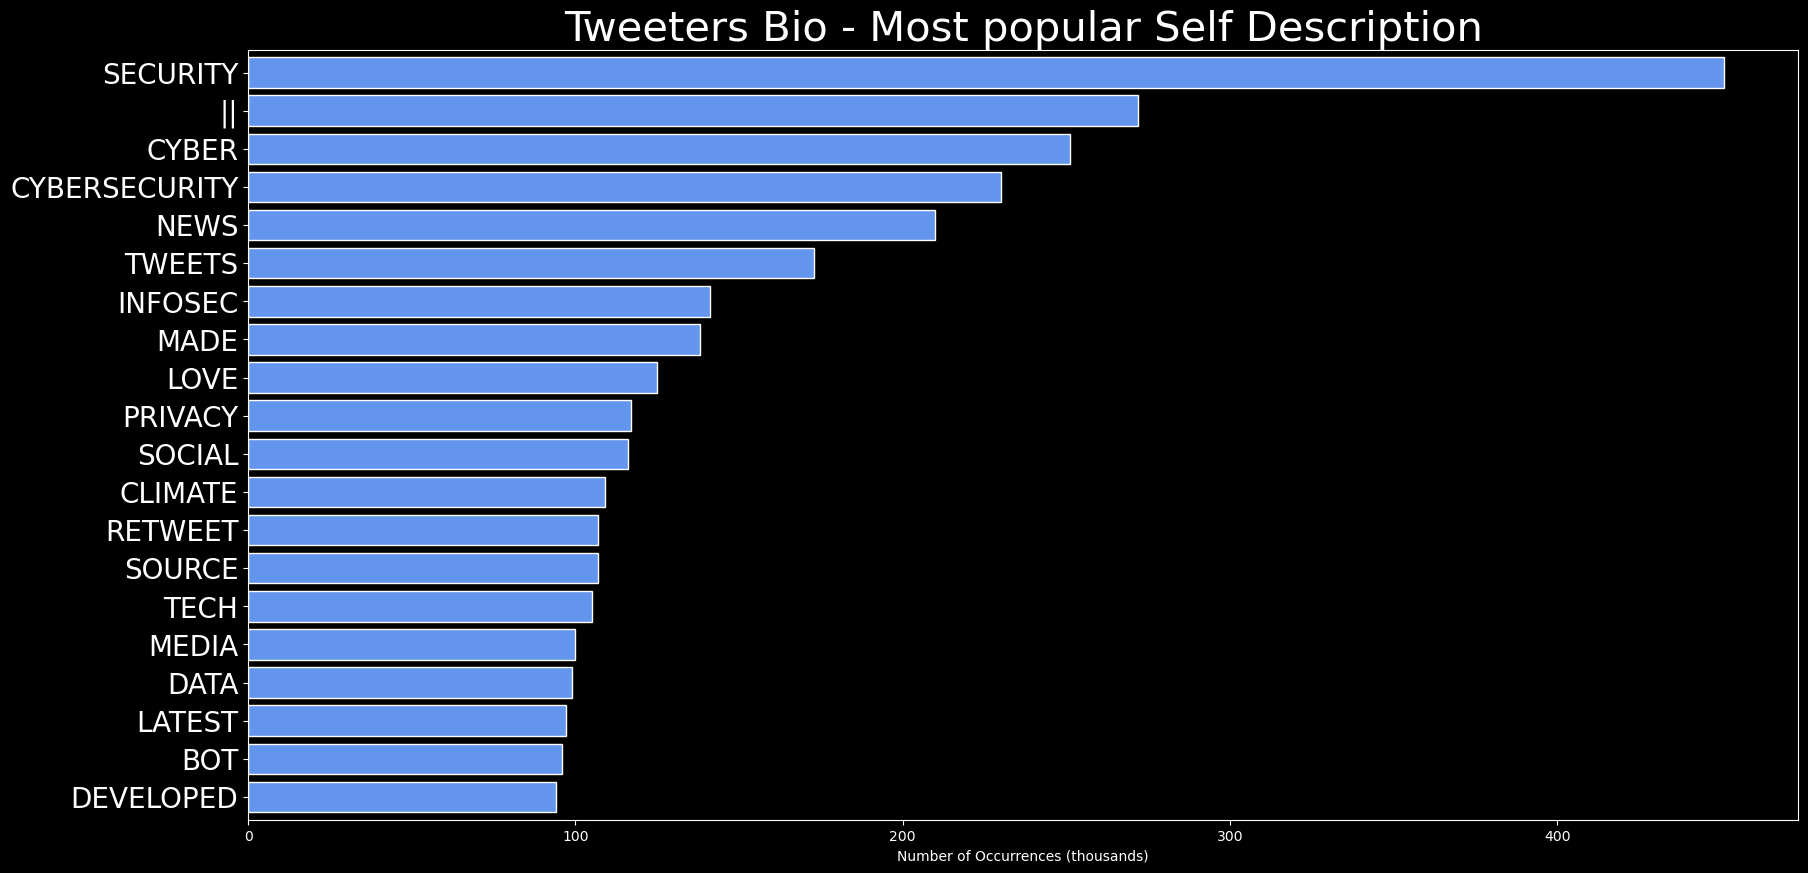 Tweeters Bio - Most popular Self Description
SECURITY
||
CYBER
CYBERSECURITY
NEWS
TWEETS
INFOSEC
MADE
LOVE
PRIVACY
SOCIAL
CLIMATE
RETWEET
SOURCE
TECH
MEDIA
DATA
LATEST
BOT
DEVELOPED
0 100 200 300 400
Number of Occurrences (thousands)